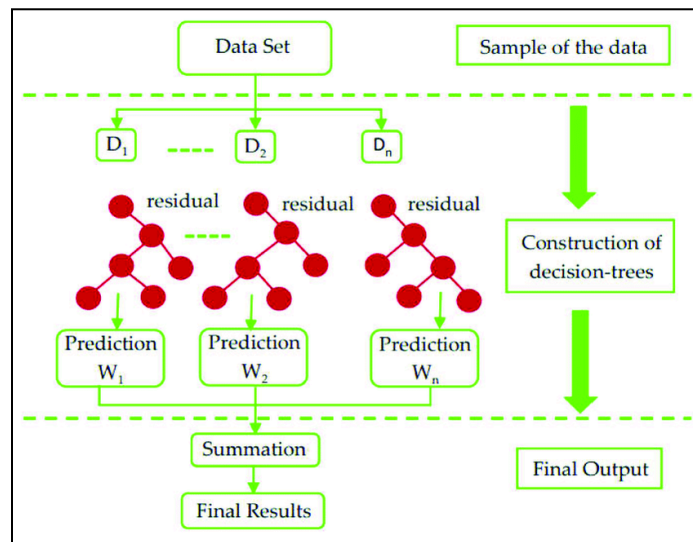 Data Set
Sample of the data
D₁
D₂
Dₙ
residual
residual
residual
Construction of
decision-trees
Prediction
W₁
Prediction
W₂
Prediction
Wₙ
Summation
Final Output
Final Results